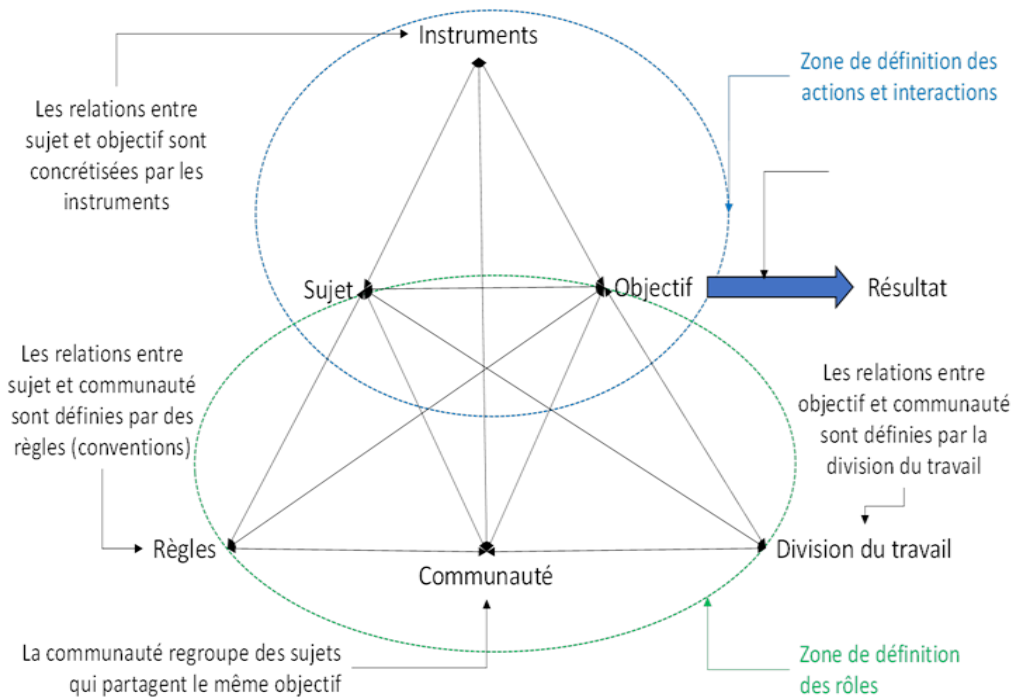 Instruments
Zone de définition des
actions et interactions
Les relations entre
sujet et objectif sont
concrétisées par les
instruments
Sujet
Objectif
Résultat
Les relations entre
sujet et communauté
sont définies par des
règles (conventions)
Les relations entre
objectif et communauté
sont définies par la
division du travail
Règles
Communauté
Division du travail
La communauté regroupe des sujets
qui partagent le même objectif
Zone de définition
des rôles